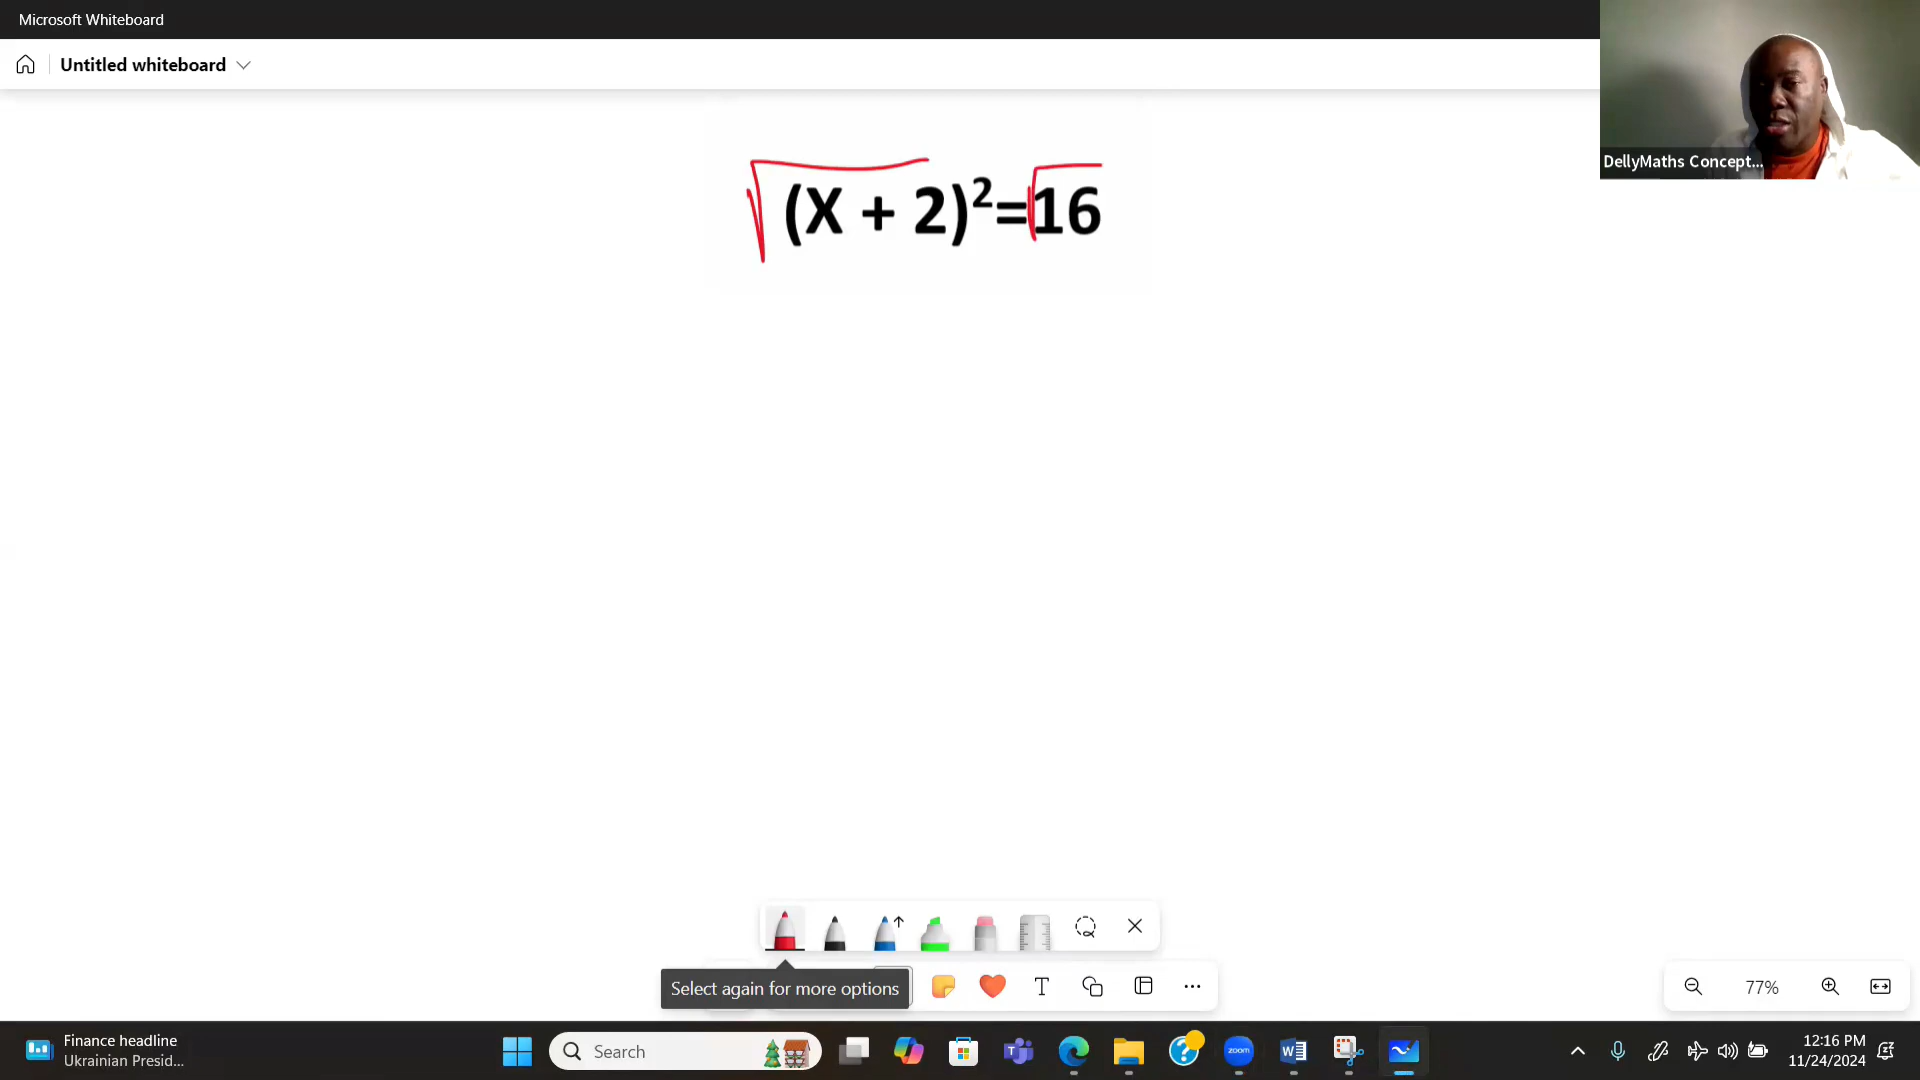 Microsoft Whiteboard
Untitled whiteboard
DellyMaths Concept...
√(X + 2)²=√16
Select again for more options
T
77%
Finance headline
Ukrainian Presid...
Search
zoom
12:16 PM
11/24/2024